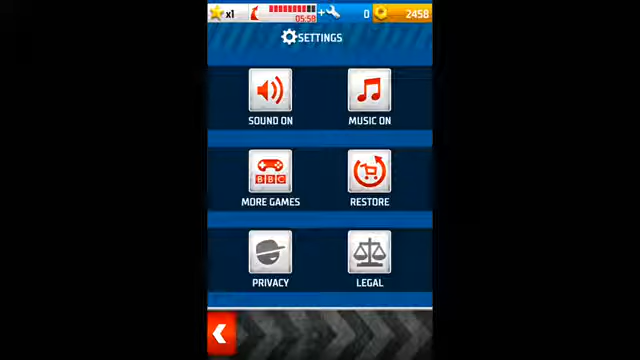 x1 05:58 + 0 2458
SETTINGS
SOUND ON MUSIC ON
BBC
MORE GAMES RESTORE
PRIVACY LEGAL